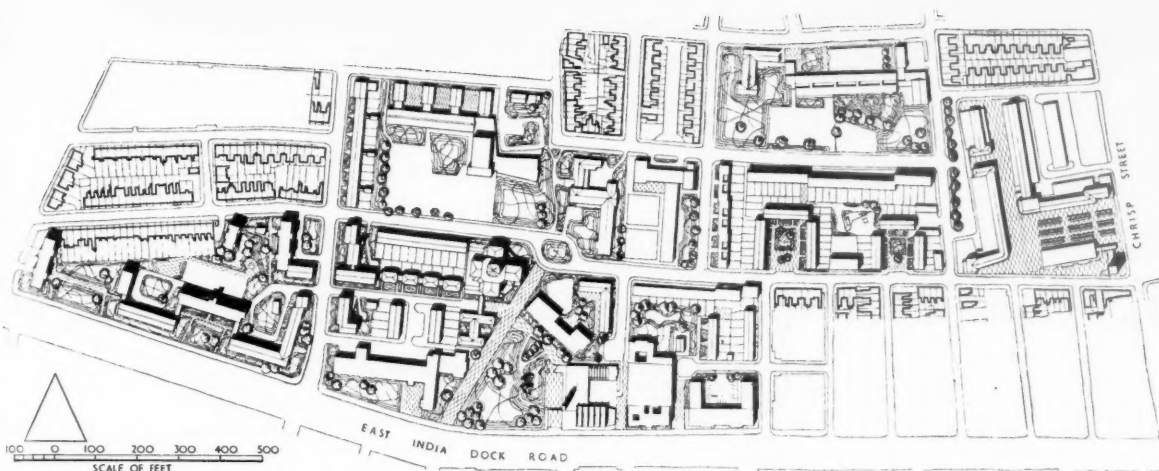 CHRISP STREET
EAST INDIA DOCK ROAD
100 0 100 200 300 400 500
SCALE OF FEET